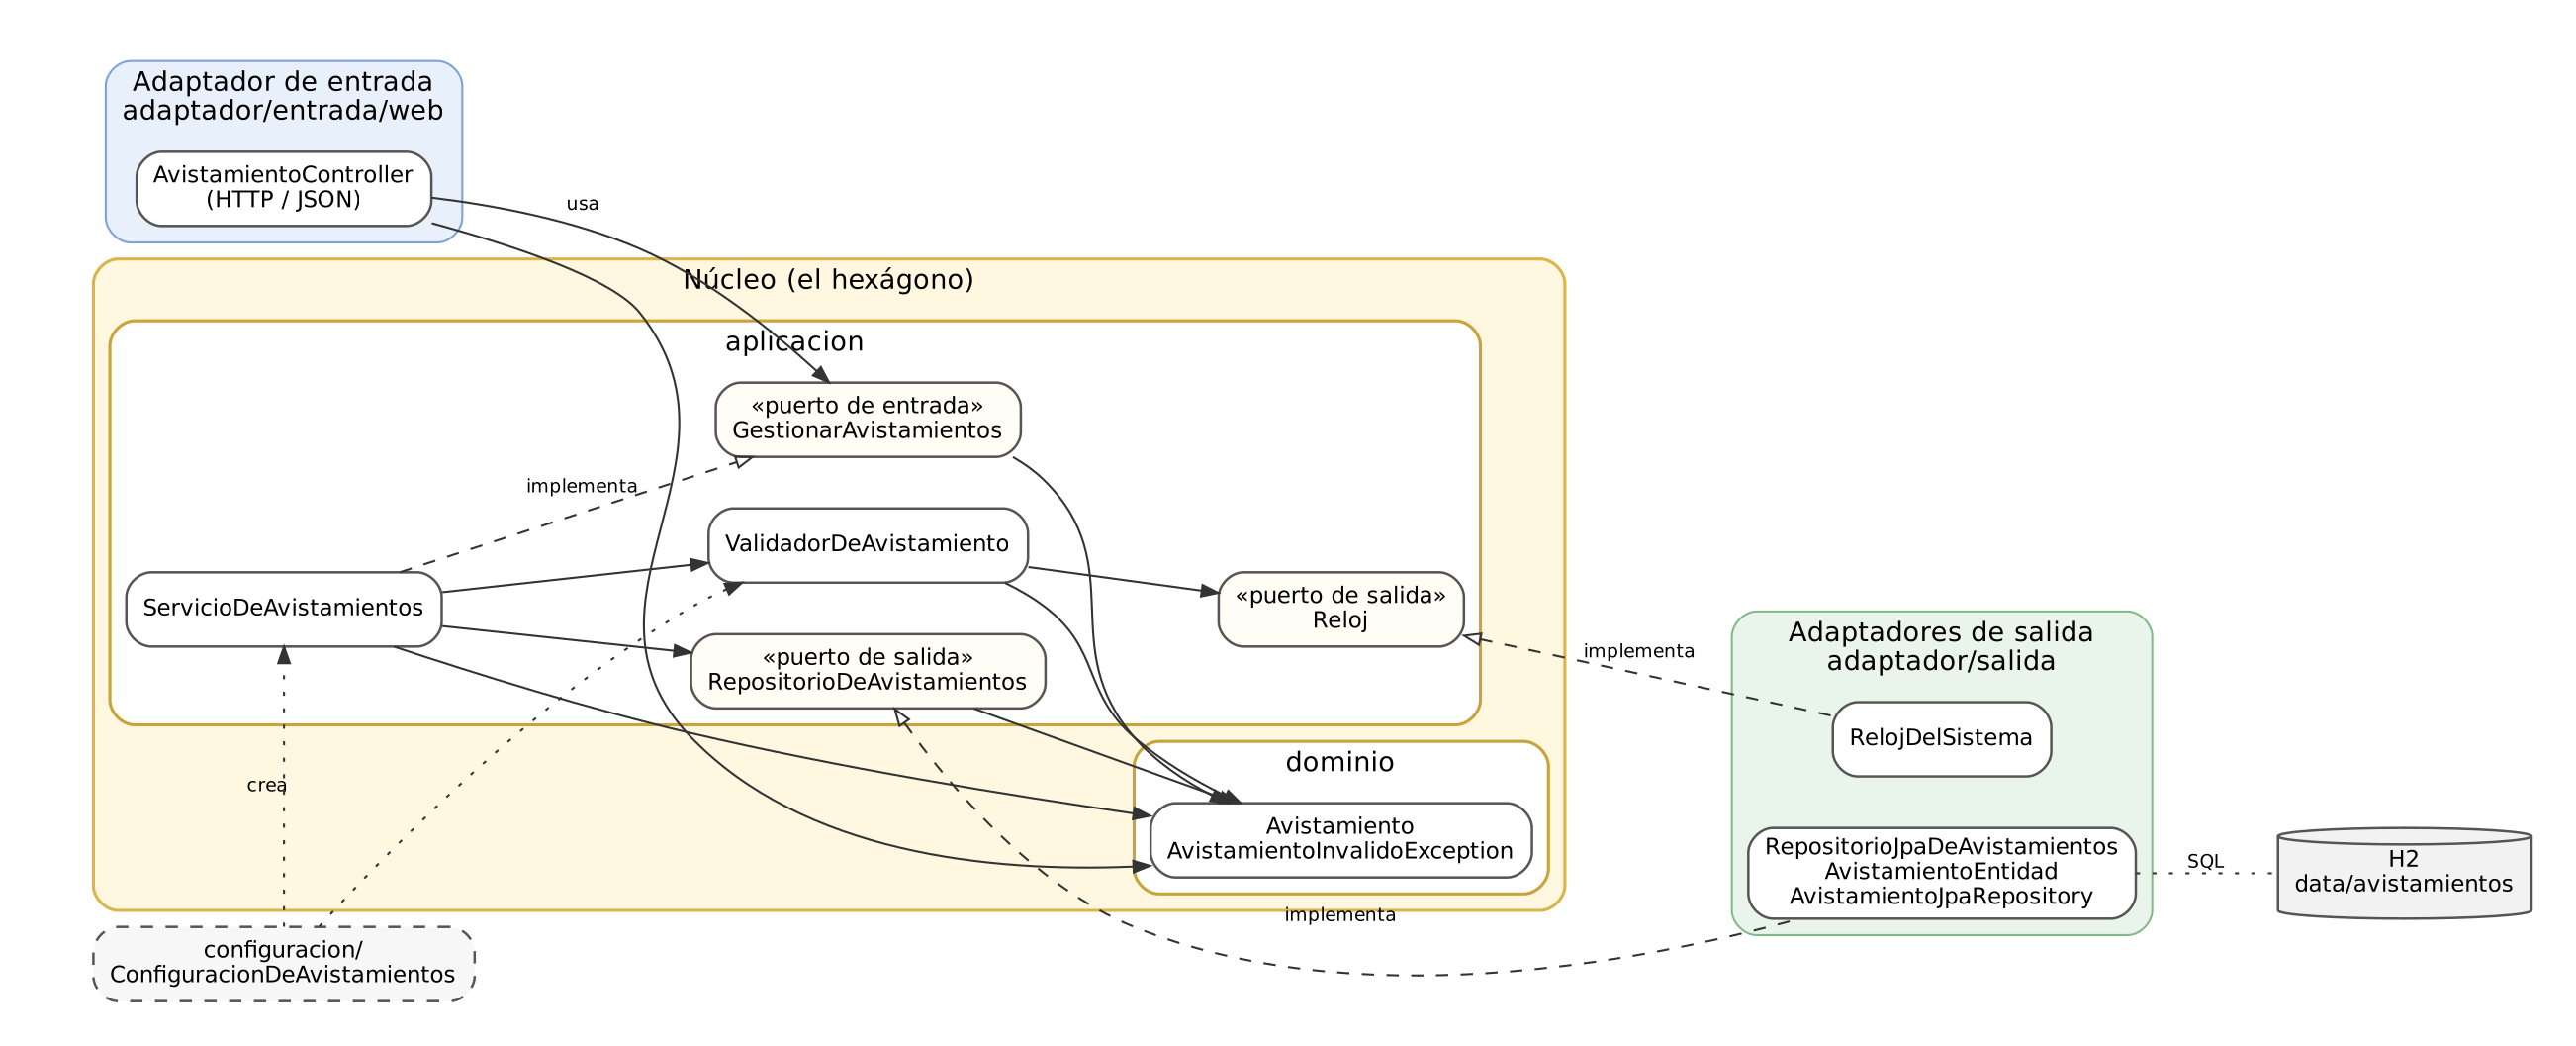 Adaptador de entrada
adaptador/entrada/web
AvistamientoController
(HTTP / JSON)
usa
Núcleo (el hexágono)
aplicacion
«puerto de entrada»
GestionarAvistamientos
implementa
ValidadorDeAvistamiento
ServicioDeAvistamientos
«puerto de salida»
Reloj
«puerto de salida»
RepositorioDeAvistamientos
implementa
Adaptadores de salida
adaptador/salida
RelojDelSistema
dominio
crea
Avistamiento
AvistamientoInvalidoException
RepositorioJpaDeAvistamientos
AvistamientoEntidad
AvistamientoJpaRepository
SQL
H2
data/avistamientos
implementa
configuracion/
ConfiguracionDeAvistamientos